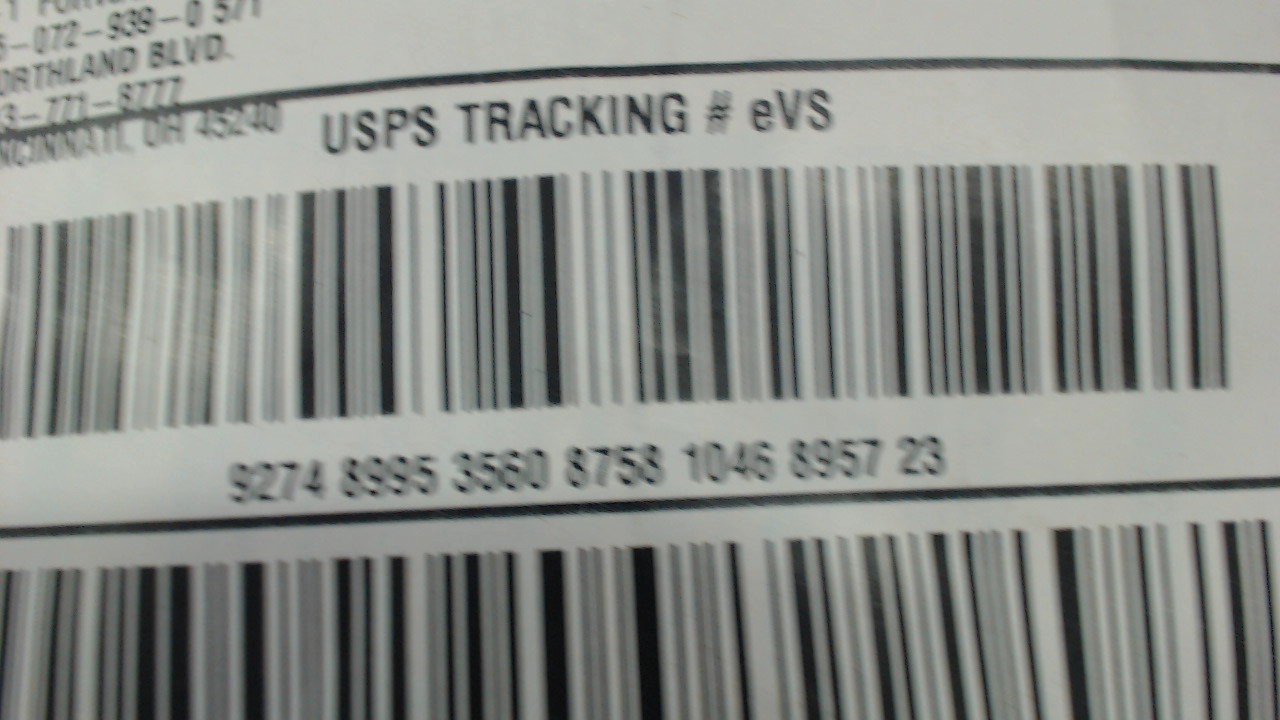 -072-939-0 571
ORTHLAND BLVD.
3-771-8777
NCINNATI, OH 45240
USPS TRACKING # eVS
9274 8995 3560 8758 1046 8957 23